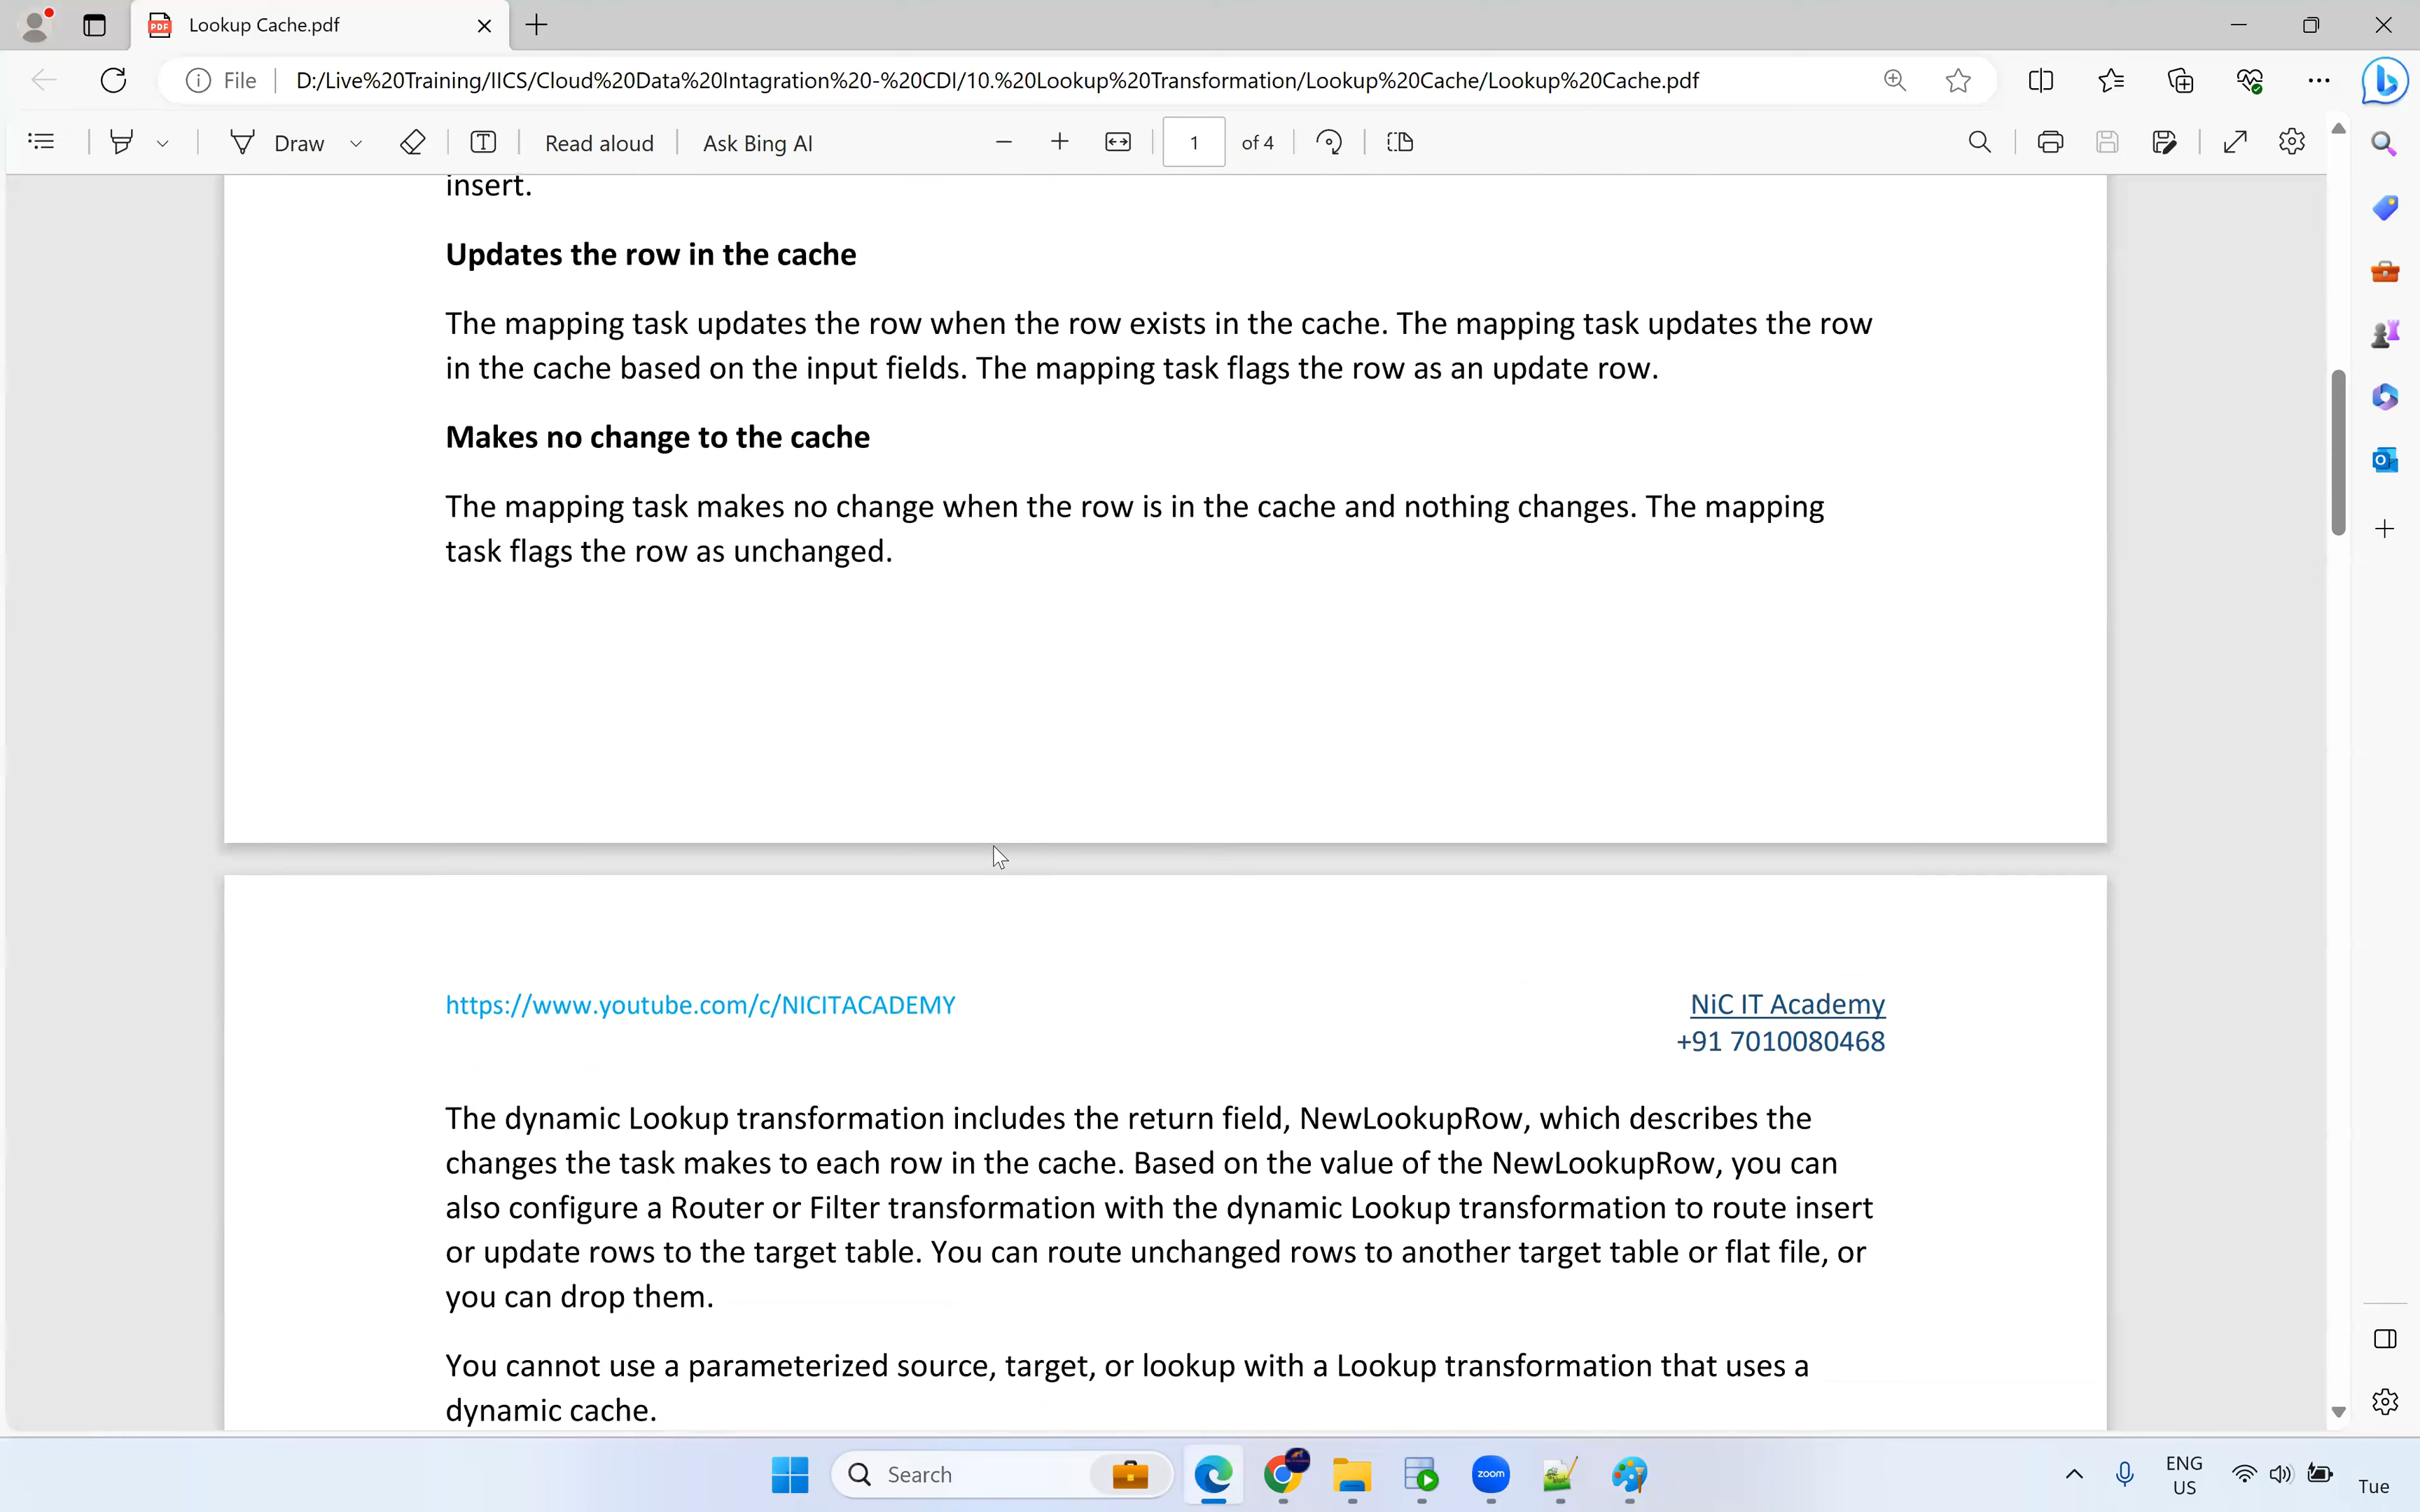 Lookup Cache.pdf
File
D:/Live%20Training/IICS/Cloud%20Data%20Intagration%20-%20CDI/10.%20Lookup%20Transformation/Lookup%20Cache/Lookup%20Cache.pdf
Draw
Read aloud
Ask Bing AI
1
of 4
insert.
Updates the row in the cache
The mapping task updates the row when the row exists in the cache. The mapping task updates the row
in the cache based on the input fields. The mapping task flags the row as an update row.
Makes no change to the cache
The mapping task makes no change when the row is in the cache and nothing changes. The mapping
task flags the row as unchanged.
https://www.youtube.com/c/NICITACADEMY
NiC IT Academy
+91 7010080468
The dynamic Lookup transformation includes the return field, NewLookupRow, which describes the
changes the task makes to each row in the cache. Based on the value of the NewLookupRow, you can
also configure a Router or Filter transformation with the dynamic Lookup transformation to route insert
or update rows to the target table. You can route unchanged rows to another target table or flat file, or
you can drop them.
You cannot use a parameterized source, target, or lookup with a Lookup transformation that uses a
dynamic cache.
Search
zoom
ENG
US
Tue